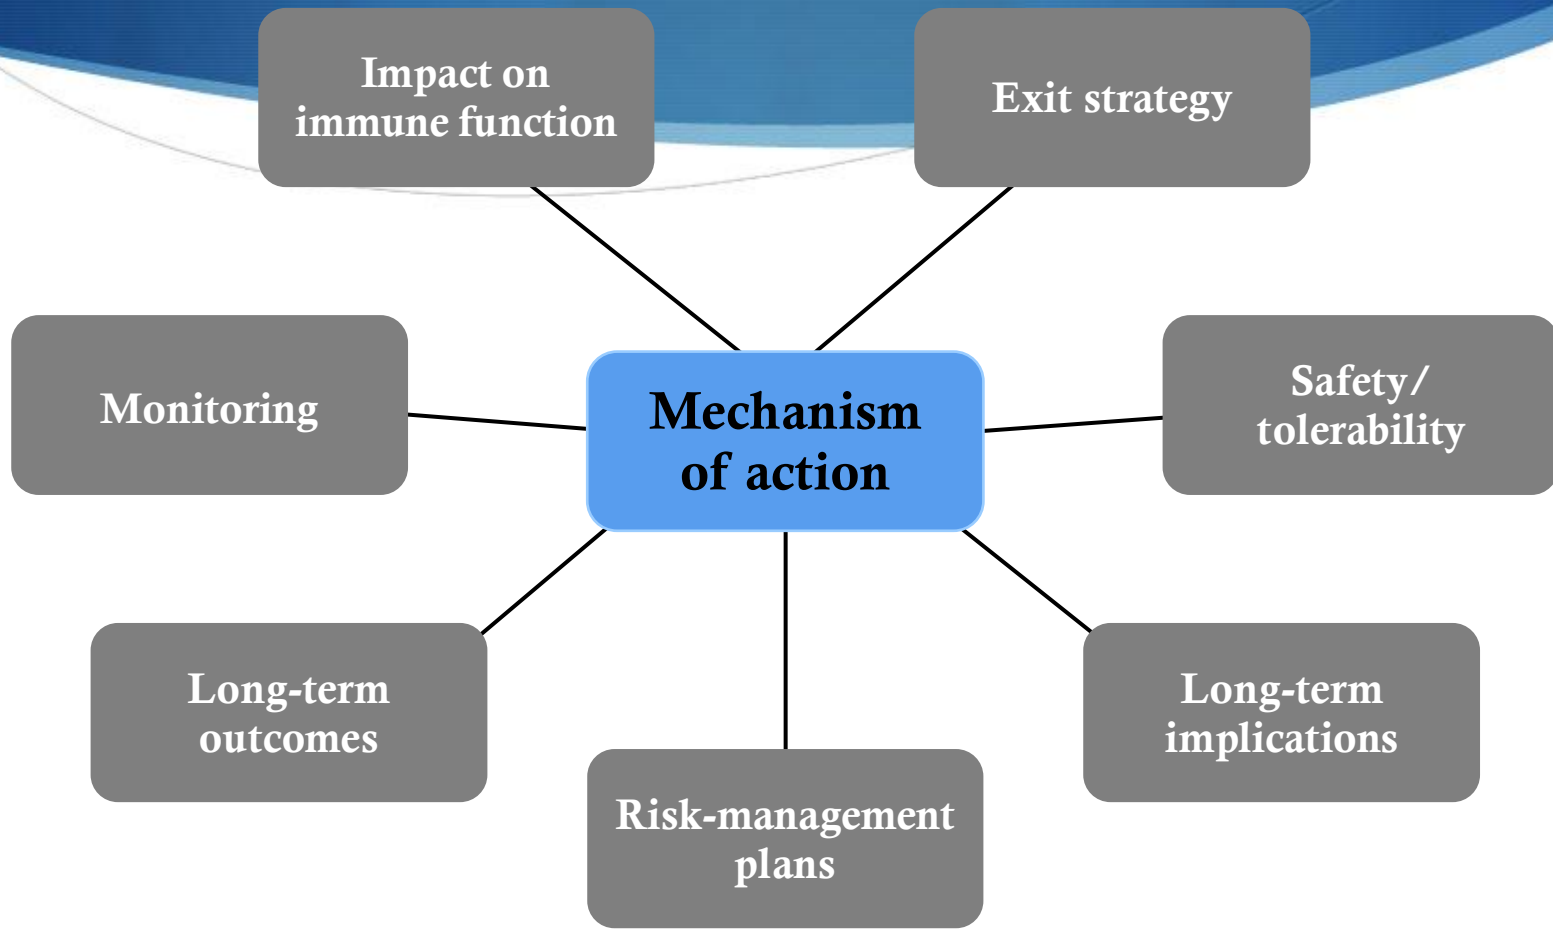 Impact on
immune function
Exit strategy
Monitoring
Mechanism
of action
Safety/
tolerability
Long-term
outcomes
Risk-management
plans
Long-term
implications